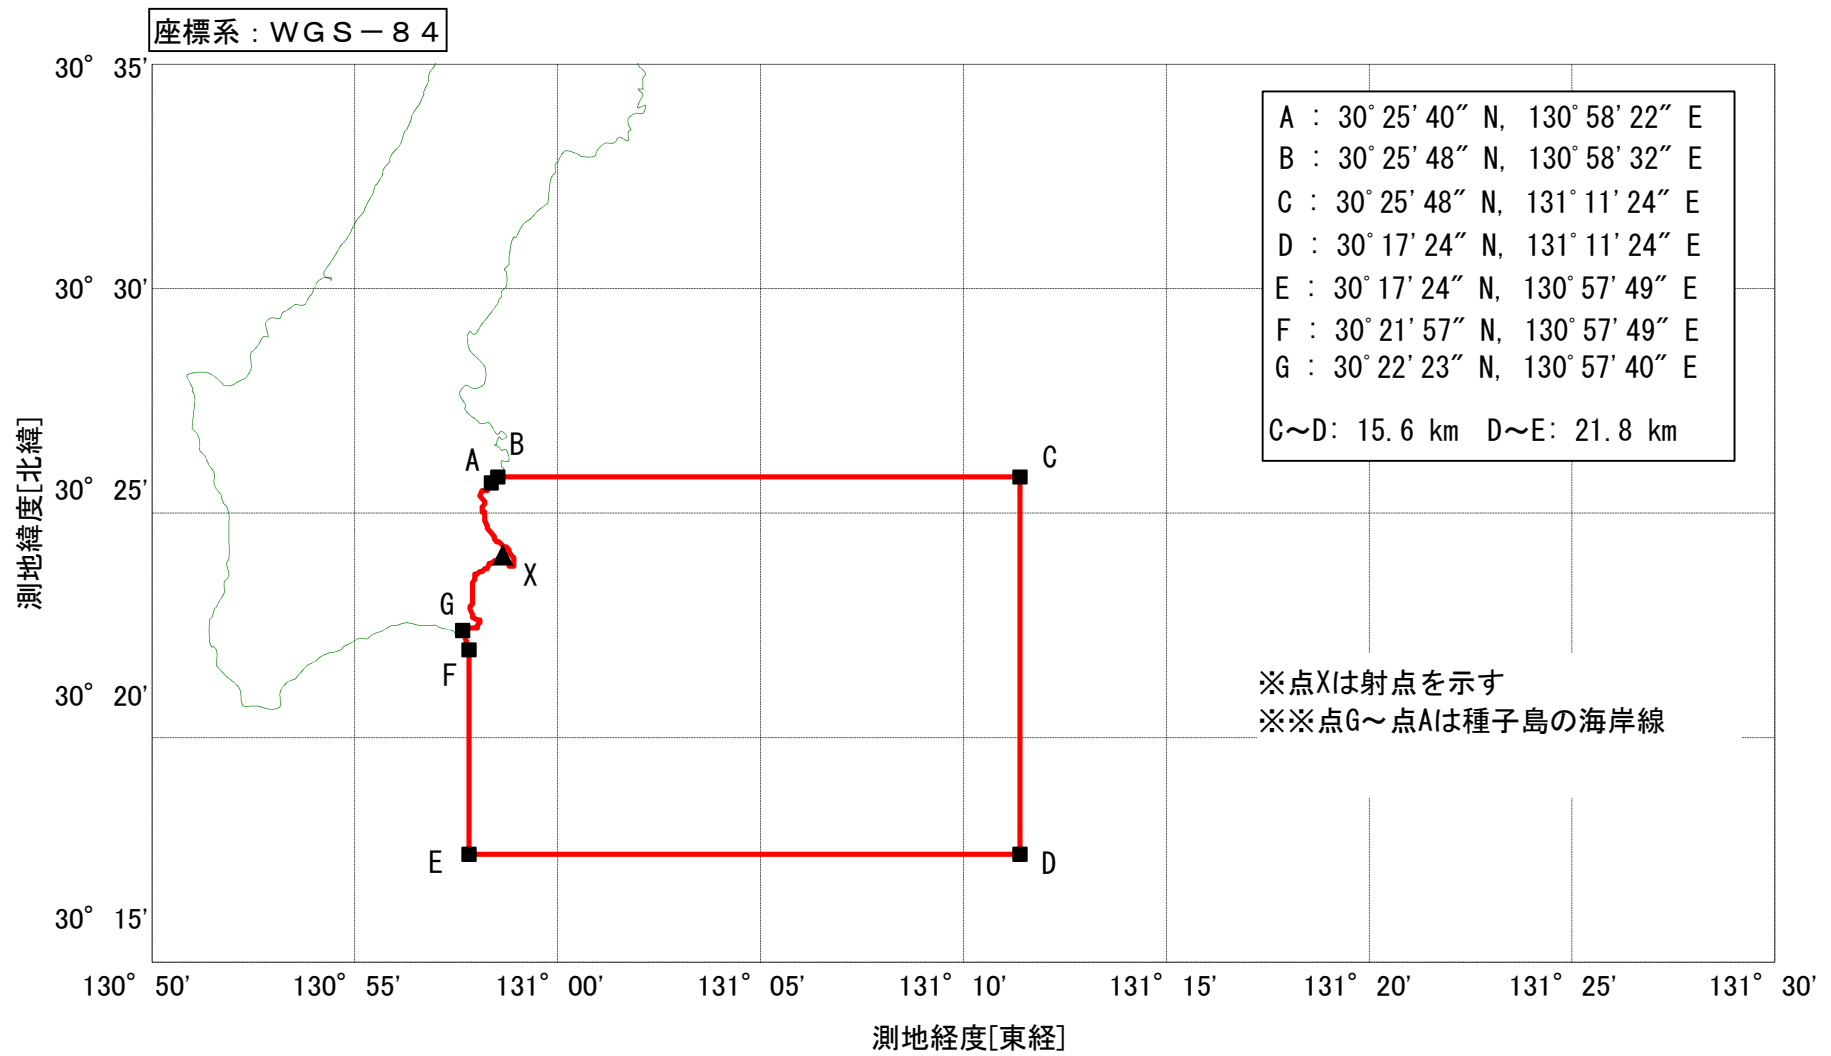 座標系：ＷＧＳ－８４
30° 35'
30° 30'
30° 25'
30° 20'
30° 15'
測地緯度[北緯]
A : 30°25'40" N, 130°58'22" E
B : 30°25'48" N, 130°58'32" E
C : 30°25'48" N, 131°11'24" E
D : 30°17'24" N, 131°11'24" E
E : 30°17'24" N, 130°57'49" E
F : 30°21'57" N, 130°57'49" E
G : 30°22'23" N, 130°57'40" E
C～D: 15.6 km D～E: 21.8 km
A
B
C
X
G
F
E
D
※点Xは射点を示す
※※点G～点Aは種子島の海岸線
130° 50' 130° 55' 131° 00' 131° 05' 131° 10' 131° 15' 131° 20' 131° 25' 131° 30'
測地経度[東経]